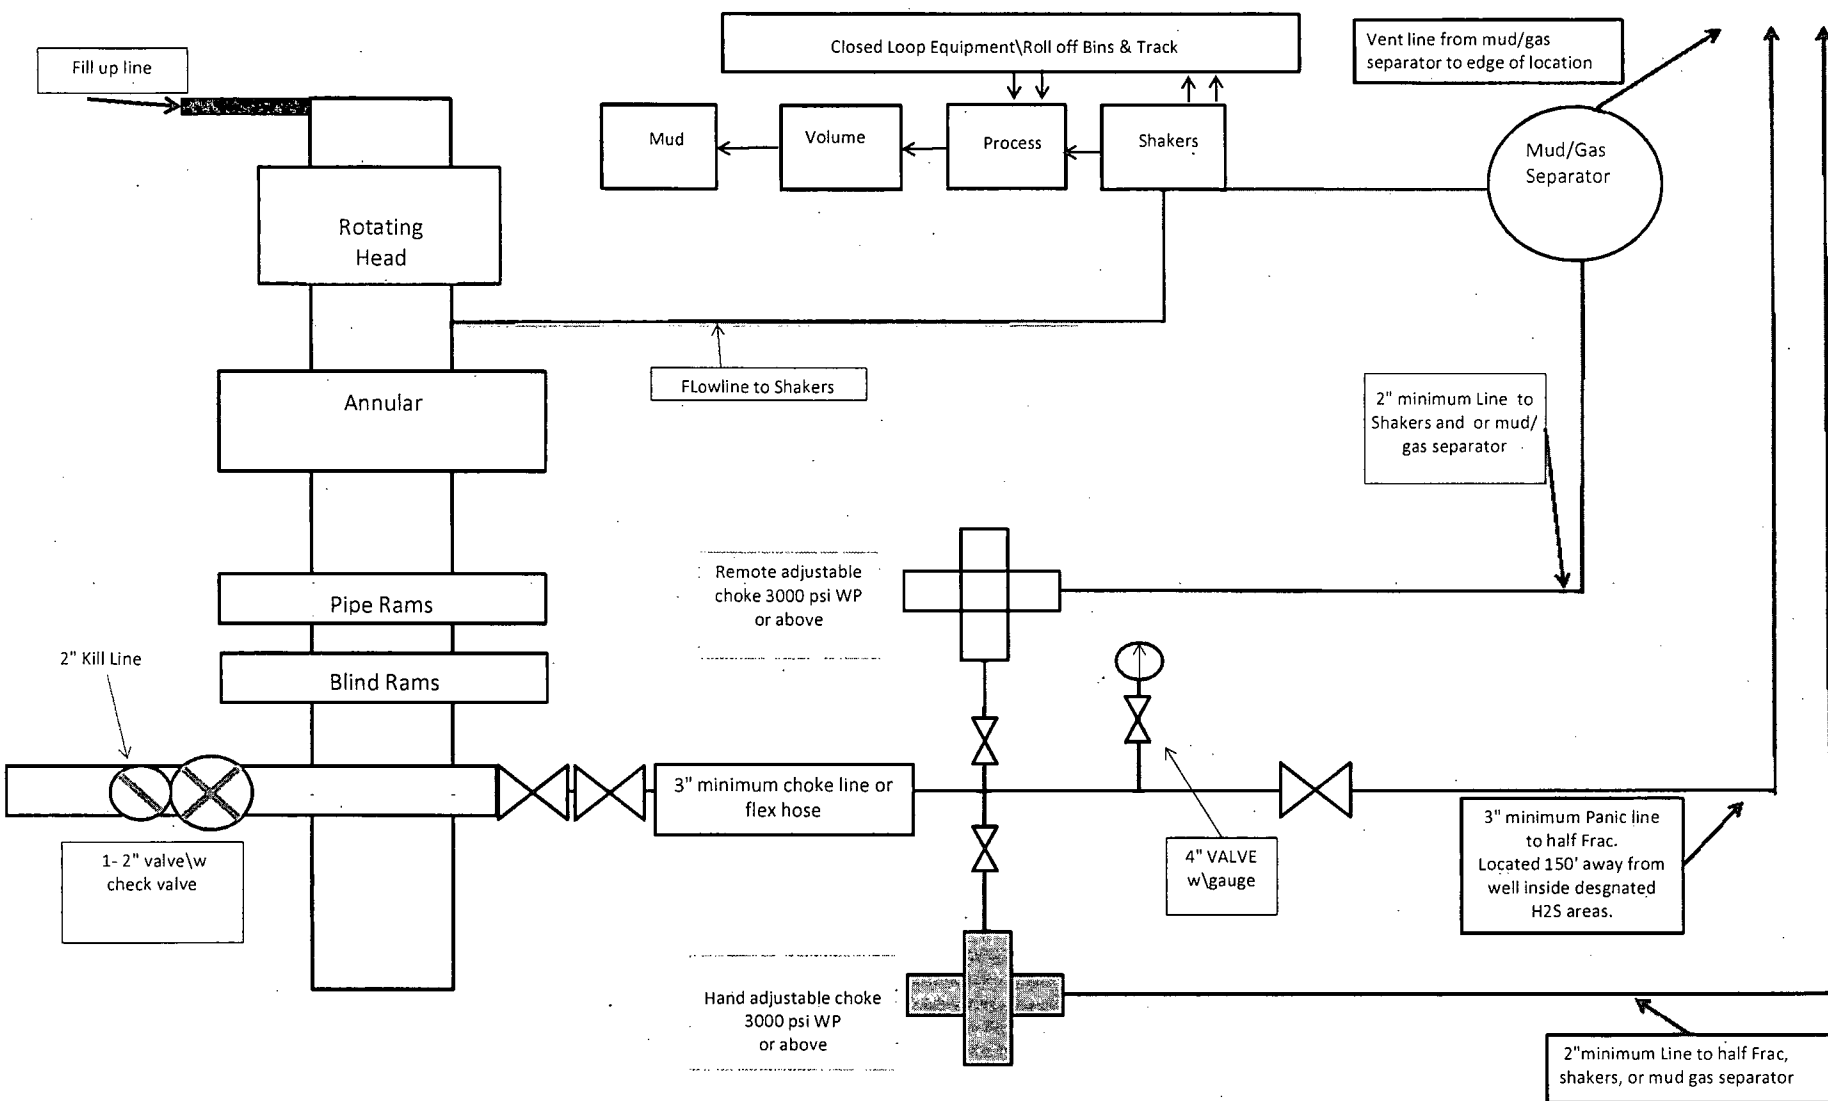 Fill up line
Closed Loop Equipment\Roll off Bins & Track
Vent line from mud/gas
separator to edge of location
Mud
Volume
Process
Shakers
Mud/Gas
Separator
Rotating
Head
FLowline to Shakers
Annular
2" minimum Line to
Shakers and or mud/
gas separator
Remote adjustable
choke 3000 psi WP
or above
Pipe Rams
2" Kill Line
Blind Rams
3" minimum choke line or
flex hose
1- 2" valve\w
check valve
4" VALVE
w\gauge
3" minimum Panic line
to half Frac.
Located 150' away from
well inside desgnated
H2S areas.
Hand adjustable choke
3000 psi WP
or above
2"minimum Line to half Frac,
shakers, or mud gas separator